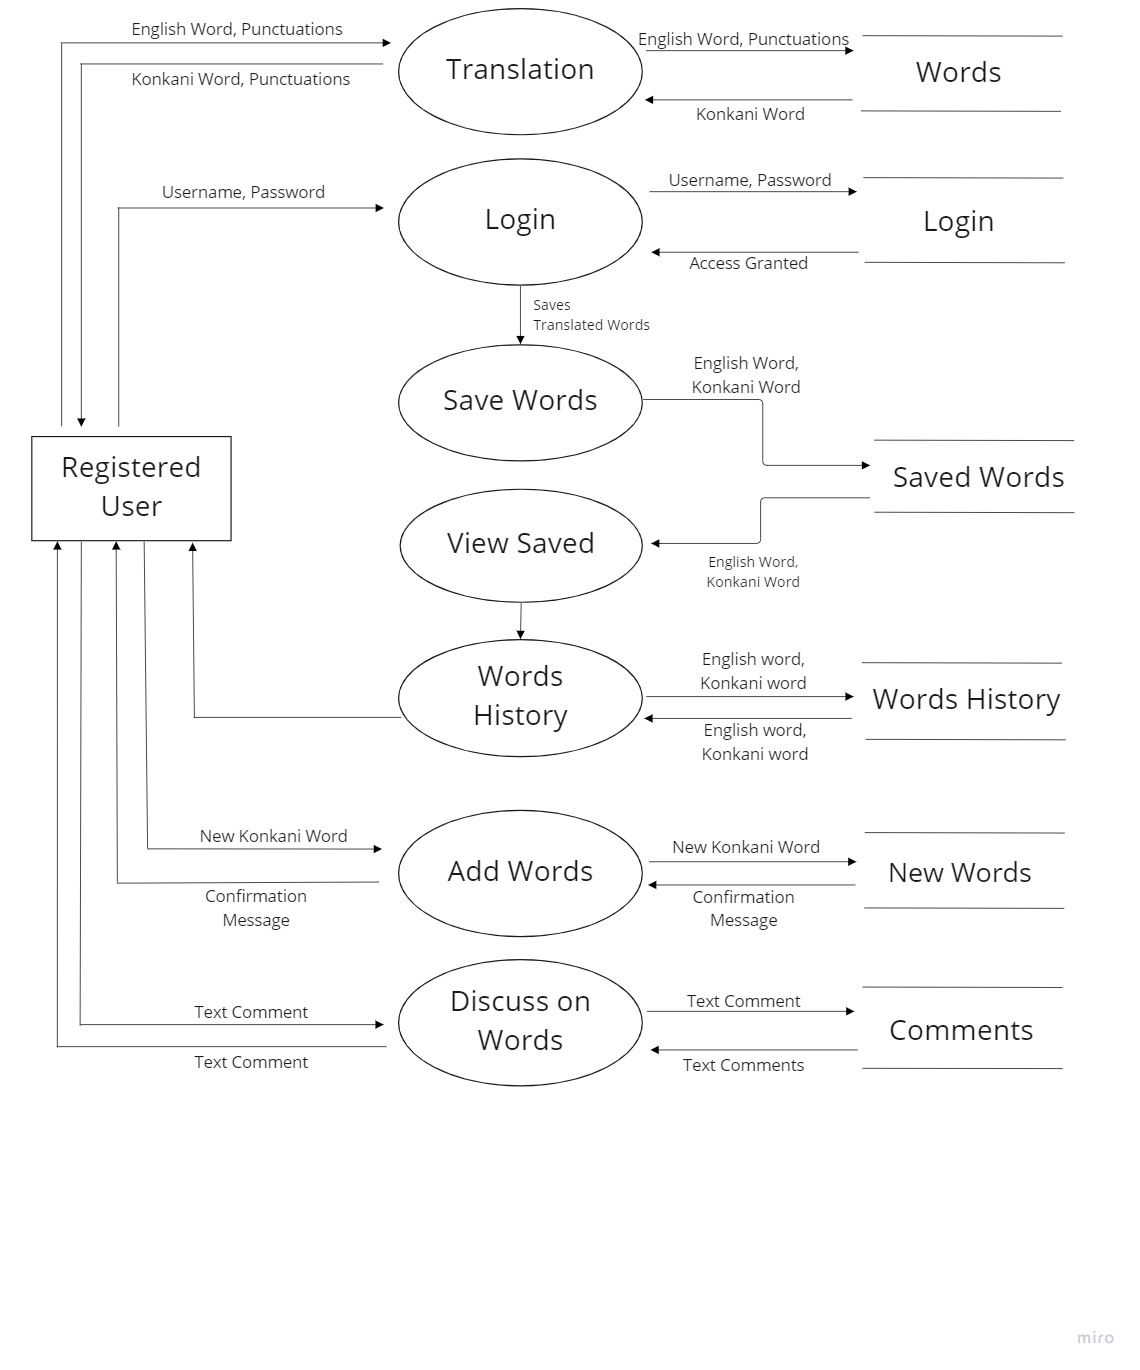 English Word, Punctuations
Konkani Word, Punctuations
Translation
English Word, Punctuations
Konkani Word
Words
Username, Password
Login
Username, Password
Access Granted
Login
Saves
Translated Words
Save Words
English Word,
Konkani Word
Registered
User
Saved Words
View Saved
English Word,
Konkani Word
Words
History
English word,
Konkani word
English word,
Konkani word
Words History
New Konkani Word
Confirmation
Message
Add Words
New Konkani Word
Confirmation
Message
New Words
Text Comment
Text Comment
Discuss on
Words
Text Comment
Text Comments
Comments
miro